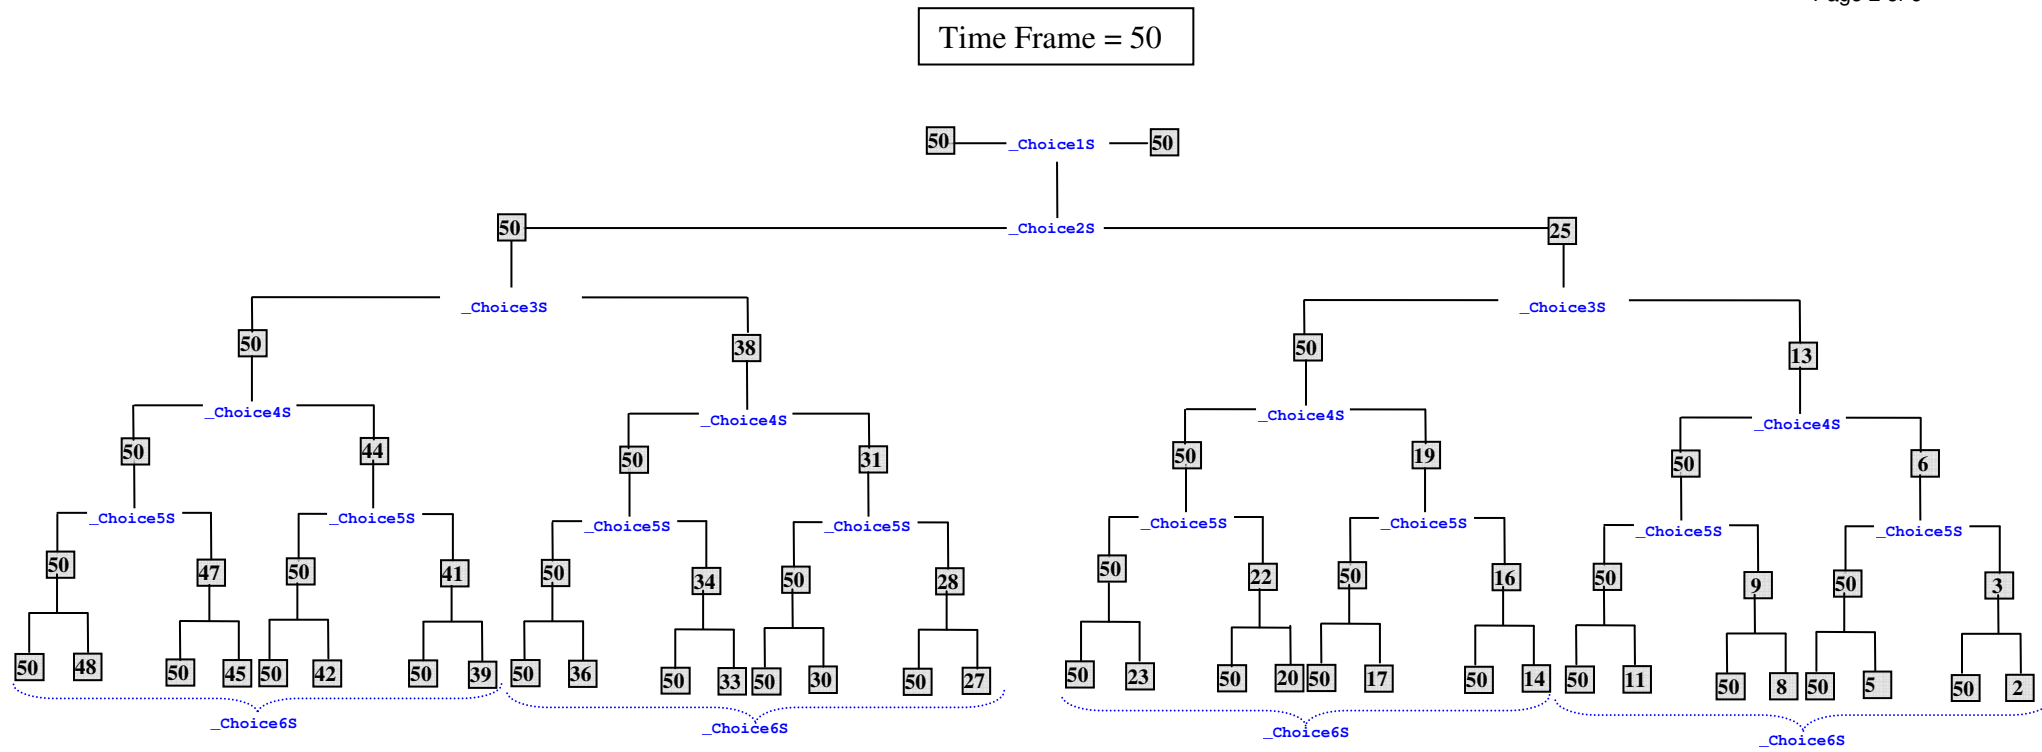 Time Frame = 50
50 _Choice1S 50
50 _Choice2S 25
_Choice3S _Choice3S
50 38 50 13
_Choice4S _Choice4S _Choice4S _Choice4S
50 44 50 31 50 19 50 6
_Choice5S _Choice5S _Choice5S _Choice5S _Choice5S _Choice5S _Choice5S _Choice5S
50 47 50 41 50 34 50 28 50 22 50 16 50 9 50 3
50 48 50 45 50 42 50 39 50 36 50 33 50 30 50 27 50 23 50 20 50 17 50 14 50 11 50 8 50 5 50 2
_Choice6S _Choice6S _Choice6S _Choice6S